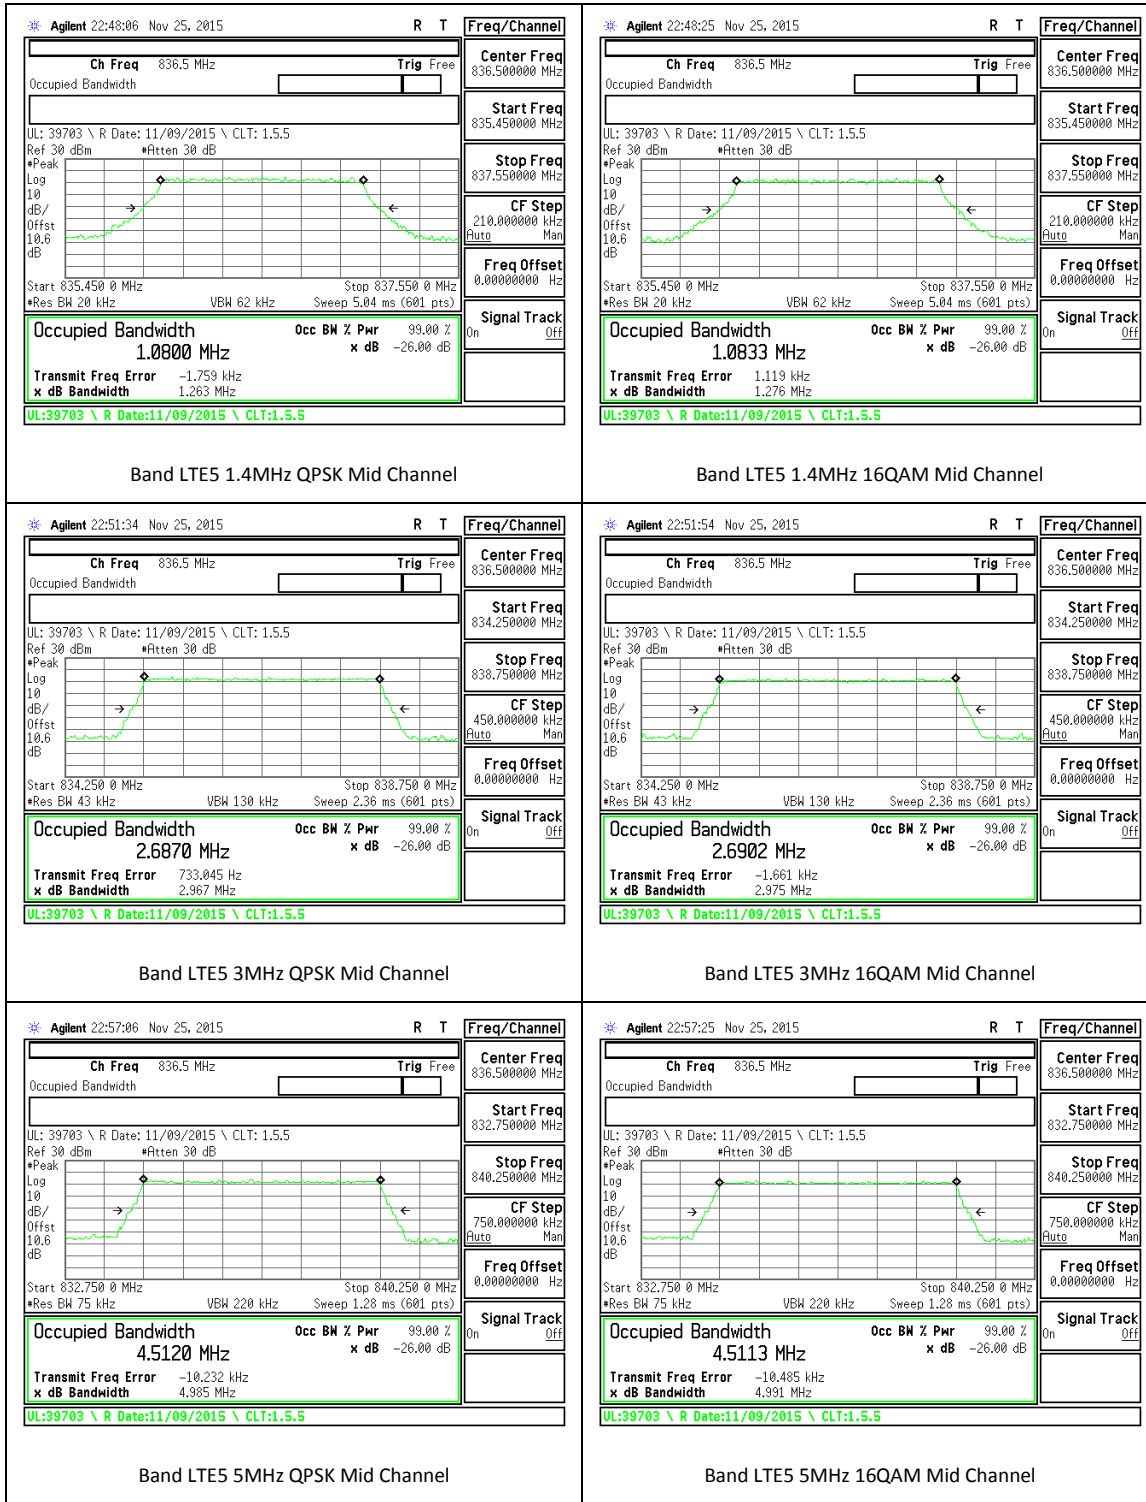 Agilent 22:48:06 Nov 25, 2015 R T
Freq/Channel
Ch Freq 836.5 MHz Trig Free
Occupied Bandwidth
Center Freq
836.500000 MHz
Start Freq
835.450000 MHz
Stop Freq
837.550000 MHz
CF Step
210.000000 kHz
Auto Man
Freq Offset
0.00000000 Hz
Signal Track
On Off
UL: 39703 \ R Date: 11/09/2015 \ CLT: 1.5.5
Ref 30 dBm #Atten 30 dB
#Peak
Log
10
dB/
Offst
10.6
dB
Start 835.450 0 MHz Stop 837.550 0 MHz
#Res BW 20 kHz VBW 62 kHz Sweep 5.04 ms (601 pts)
Occupied Bandwidth Occ BW % Pwr 99.00 %
1.0800 MHz x dB -26.00 dB
Transmit Freq Error -1.759 kHz
x dB Bandwidth 1.263 MHz
UL:39703 \ R Date:11/09/2015 \ CLT:1.5.5
Band LTE5 1.4MHz QPSK Mid Channel
Agilent 22:48:25 Nov 25, 2015 R T
Freq/Channel
Ch Freq 836.5 MHz Trig Free
Occupied Bandwidth
Center Freq
836.500000 MHz
Start Freq
835.450000 MHz
Stop Freq
837.550000 MHz
CF Step
210.000000 kHz
Auto Man
Freq Offset
0.00000000 Hz
Signal Track
On Off
UL: 39703 \ R Date: 11/09/2015 \ CLT: 1.5.5
Ref 30 dBm #Atten 30 dB
#Peak
Log
10
dB/
Offst
10.6
dB
Start 835.450 0 MHz Stop 837.550 0 MHz
#Res BW 20 kHz VBW 62 kHz Sweep 5.04 ms (601 pts)
Occupied Bandwidth Occ BW % Pwr 99.00 %
1.0833 MHz x dB -26.00 dB
Transmit Freq Error 1.119 kHz
x dB Bandwidth 1.276 MHz
UL:39703 \ R Date:11/09/2015 \ CLT:1.5.5
Band LTE5 1.4MHz 16QAM Mid Channel
Agilent 22:51:34 Nov 25, 2015 R T
Freq/Channel
Ch Freq 836.5 MHz Trig Free
Occupied Bandwidth
Center Freq
836.500000 MHz
Start Freq
834.250000 MHz
Stop Freq
838.750000 MHz
CF Step
450.000000 kHz
Auto Man
Freq Offset
0.00000000 Hz
Signal Track
On Off
UL: 39703 \ R Date: 11/09/2015 \ CLT: 1.5.5
Ref 30 dBm #Atten 30 dB
#Peak
Log
10
dB/
Offst
10.6
dB
Start 834.250 0 MHz Stop 838.750 0 MHz
#Res BW 43 kHz VBW 130 kHz Sweep 2.36 ms (601 pts)
Occupied Bandwidth Occ BW % Pwr 99.00 %
2.6870 MHz x dB -26.00 dB
Transmit Freq Error 733.045 Hz
x dB Bandwidth 2.967 MHz
UL:39703 \ R Date:11/09/2015 \ CLT:1.5.5
Band LTE5 3MHz QPSK Mid Channel
Agilent 22:51:54 Nov 25, 2015 R T
Freq/Channel
Ch Freq 836.5 MHz Trig Free
Occupied Bandwidth
Center Freq
836.500000 MHz
Start Freq
834.250000 MHz
Stop Freq
838.750000 MHz
CF Step
450.000000 kHz
Auto Man
Freq Offset
0.00000000 Hz
Signal Track
On Off
UL: 39703 \ R Date: 11/09/2015 \ CLT: 1.5.5
Ref 30 dBm #Atten 30 dB
#Peak
Log
10
dB/
Offst
10.6
dB
Start 834.250 0 MHz Stop 838.750 0 MHz
#Res BW 43 kHz VBW 130 kHz Sweep 2.36 ms (601 pts)
Occupied Bandwidth Occ BW % Pwr 99.00 %
2.6902 MHz x dB -26.00 dB
Transmit Freq Error -1.661 kHz
x dB Bandwidth 2.975 MHz
UL:39703 \ R Date:11/09/2015 \ CLT:1.5.5
Band LTE5 3MHz 16QAM Mid Channel
Agilent 22:57:06 Nov 25, 2015 R T
Freq/Channel
Ch Freq 836.5 MHz Trig Free
Occupied Bandwidth
Center Freq
836.500000 MHz
Start Freq
832.750000 MHz
Stop Freq
840.250000 MHz
CF Step
750.000000 kHz
Auto Man
Freq Offset
0.00000000 Hz
Signal Track
On Off
UL: 39703 \ R Date: 11/09/2015 \ CLT: 1.5.5
Ref 30 dBm #Atten 30 dB
#Peak
Log
10
dB/
Offst
10.6
dB
Start 832.750 0 MHz Stop 840.250 0 MHz
#Res BW 75 kHz VBW 220 kHz Sweep 1.28 ms (601 pts)
Occupied Bandwidth Occ BW % Pwr 99.00 %
4.5120 MHz x dB -26.00 dB
Transmit Freq Error -10.232 kHz
x dB Bandwidth 4.985 MHz
UL:39703 \ R Date:11/09/2015 \ CLT:1.5.5
Band LTE5 5MHz QPSK Mid Channel
Agilent 22:57:25 Nov 25, 2015 R T
Freq/Channel
Ch Freq 836.5 MHz Trig Free
Occupied Bandwidth
Center Freq
836.500000 MHz
Start Freq
832.750000 MHz
Stop Freq
840.250000 MHz
CF Step
750.000000 kHz
Auto Man
Freq Offset
0.00000000 Hz
Signal Track
On Off
UL: 39703 \ R Date: 11/09/2015 \ CLT: 1.5.5
Ref 30 dBm #Atten 30 dB
#Peak
Log
10
dB/
Offst
10.6
dB
Start 832.750 0 MHz Stop 840.250 0 MHz
#Res BW 75 kHz VBW 220 kHz Sweep 1.28 ms (601 pts)
Occupied Bandwidth Occ BW % Pwr 99.00 %
4.5113 MHz x dB -26.00 dB
Transmit Freq Error -10.485 kHz
x dB Bandwidth 4.991 MHz
UL:39703 \ R Date:11/09/2015 \ CLT:1.5.5
Band LTE5 5MHz 16QAM Mid Channel